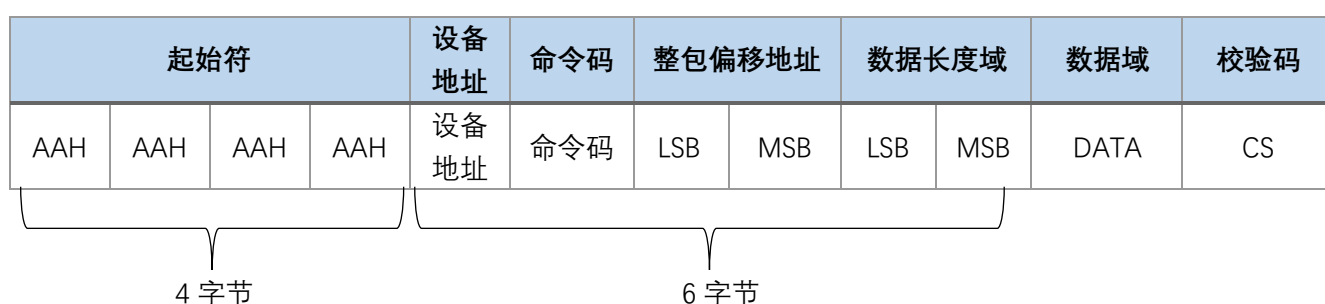 起始符 设备地址 命令码 整包偏移地址 数据长度域 数据域 校验码
AAH AAH AAH AAH 设备地址 命令码 LSB MSB LSB MSB DATA CS
4 字节 6 字节